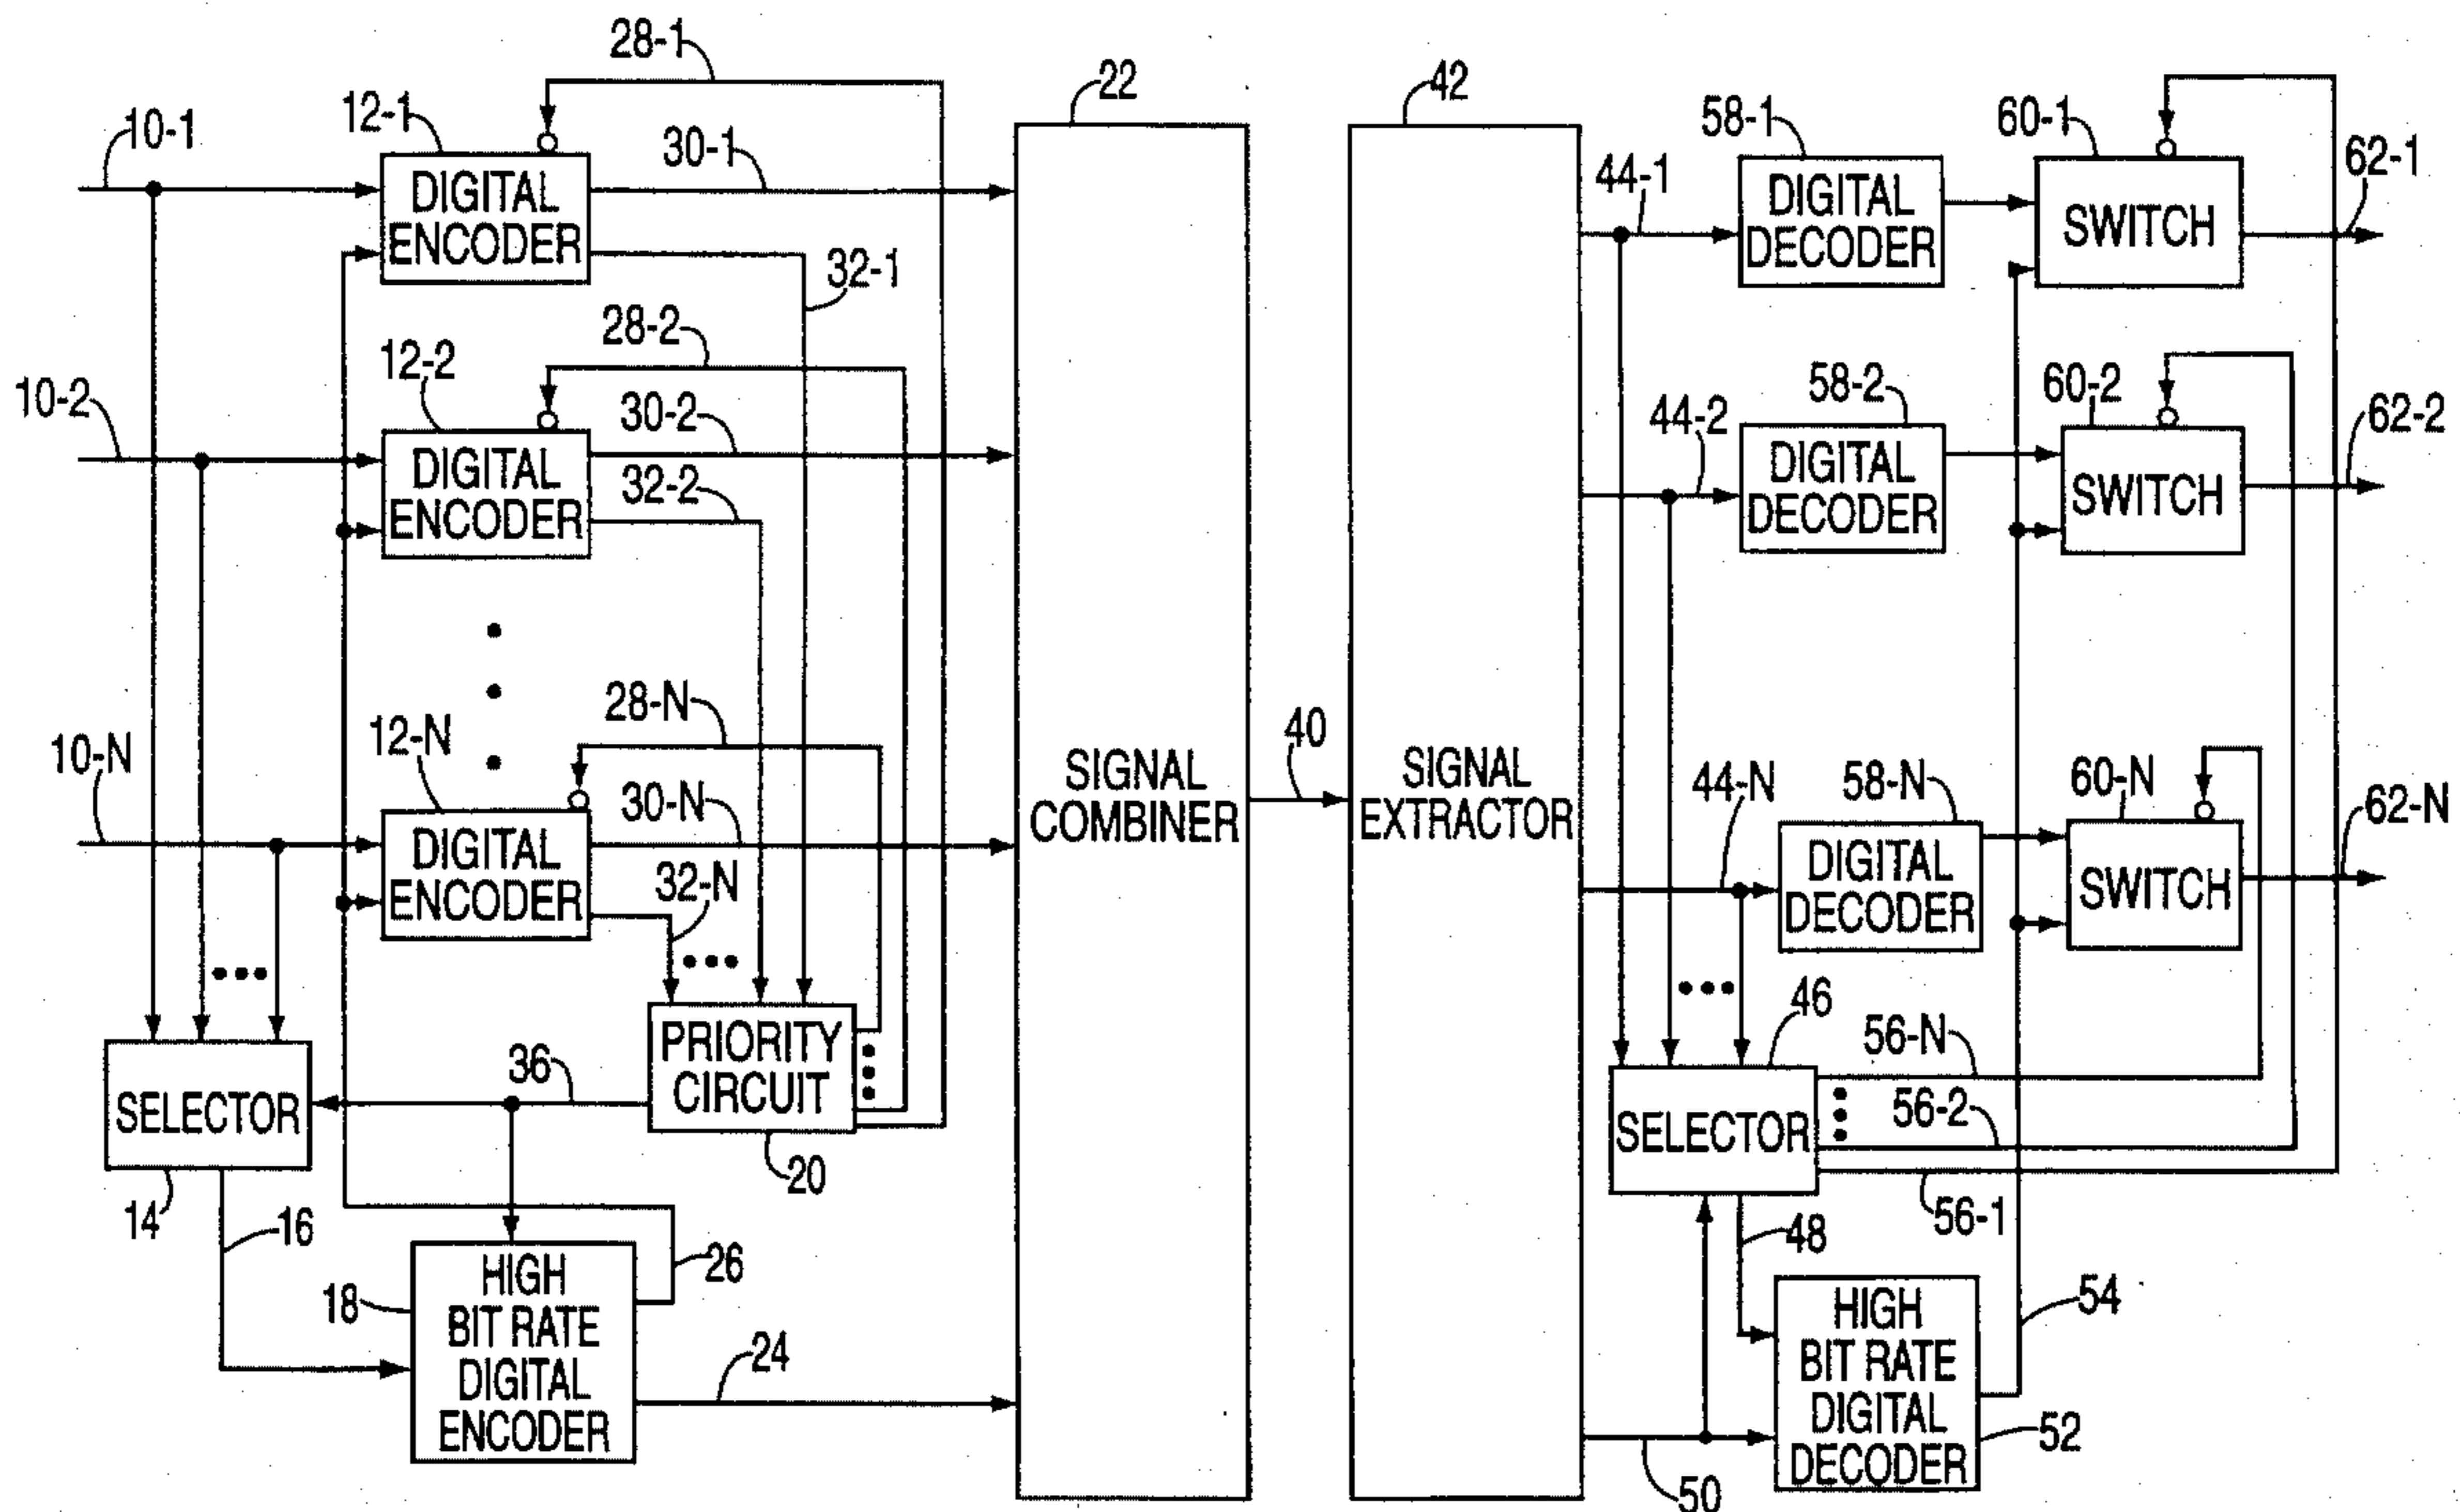 28-1
12-1
10-1
30-1
22
42
58-1
60-1
62-1
44-1
DIGITAL
ENCODER
DIGITAL
DECODER
SWITCH
32-1
28-2
12-2
10-2
30-2
32-2
58-2
60-2
62-2
44-2
DIGITAL
ENCODER
DIGITAL
DECODER
SWITCH
28-N
12-N
10-N
30-N
32-N
40
58-N
60-N
62-N
44-N
DIGITAL
ENCODER
SIGNAL
COMBINER
SIGNAL
EXTRACTOR
DIGITAL
DECODER
SWITCH
SELECTOR
14
16
36
PRIORITY
CIRCUIT
20
46
SELECTOR
56-N
56-2
56-1
48
18
HIGH
BIT RATE
DIGITAL
ENCODER
26
24
HIGH
BIT RATE
DIGITAL
DECODER
54
52
50